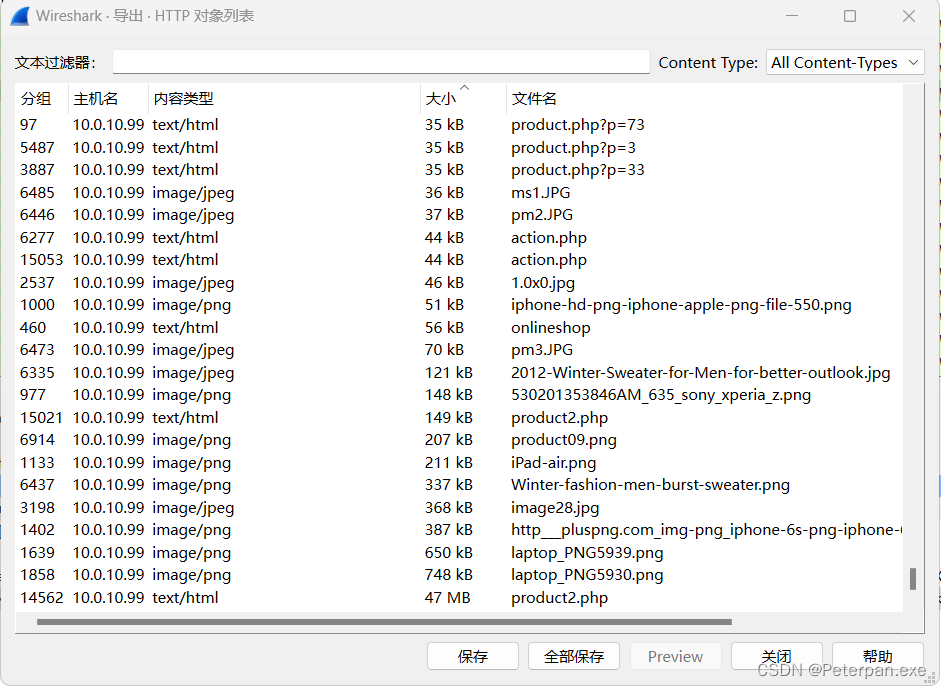 Wireshark · 导出 · HTTP 对象列表
文本过滤器： Content Type: All Content-Types
分组 主机名 内容类型 大小 文件名
97 10.0.10.99 text/html 35 kB product.php?p=73
5487 10.0.10.99 text/html 35 kB product.php?p=3
3887 10.0.10.99 text/html 35 kB product.php?p=33
6485 10.0.10.99 image/jpeg 36 kB ms1.JPG
6446 10.0.10.99 image/jpeg 37 kB pm2.JPG
6277 10.0.10.99 text/html 44 kB action.php
15053 10.0.10.99 text/html 44 kB action.php
2537 10.0.10.99 image/jpeg 46 kB 1.0x0.jpg
1000 10.0.10.99 image/png 51 kB iphone-hd-png-iphone-apple-png-file-550.png
460 10.0.10.99 text/html 56 kB onlineshop
6473 10.0.10.99 image/jpeg 70 kB pm3.JPG
6335 10.0.10.99 image/jpeg 121 kB 2012-Winter-Sweater-for-Men-for-better-outlook.jpg
977 10.0.10.99 image/png 148 kB 530201353846AM_635_sony_xperia_z.png
15021 10.0.10.99 text/html 149 kB product2.php
6914 10.0.10.99 image/png 207 kB product09.png
1133 10.0.10.99 image/png 211 kB iPad-air.png
6437 10.0.10.99 image/png 337 kB Winter-fashion-men-burst-sweater.png
3198 10.0.10.99 image/jpeg 368 kB image28.jpg
1402 10.0.10.99 image/png 387 kB http___pluspng.com_img-png_iphone-6s-png-iphone-
1639 10.0.10.99 image/png 650 kB laptop_PNG5939.png
1858 10.0.10.99 image/png 748 kB laptop_PNG5930.png
14562 10.0.10.99 text/html 47 MB product2.php
保存 全部保存 Preview 关闭 帮助
CSDN @Peterpan.exe